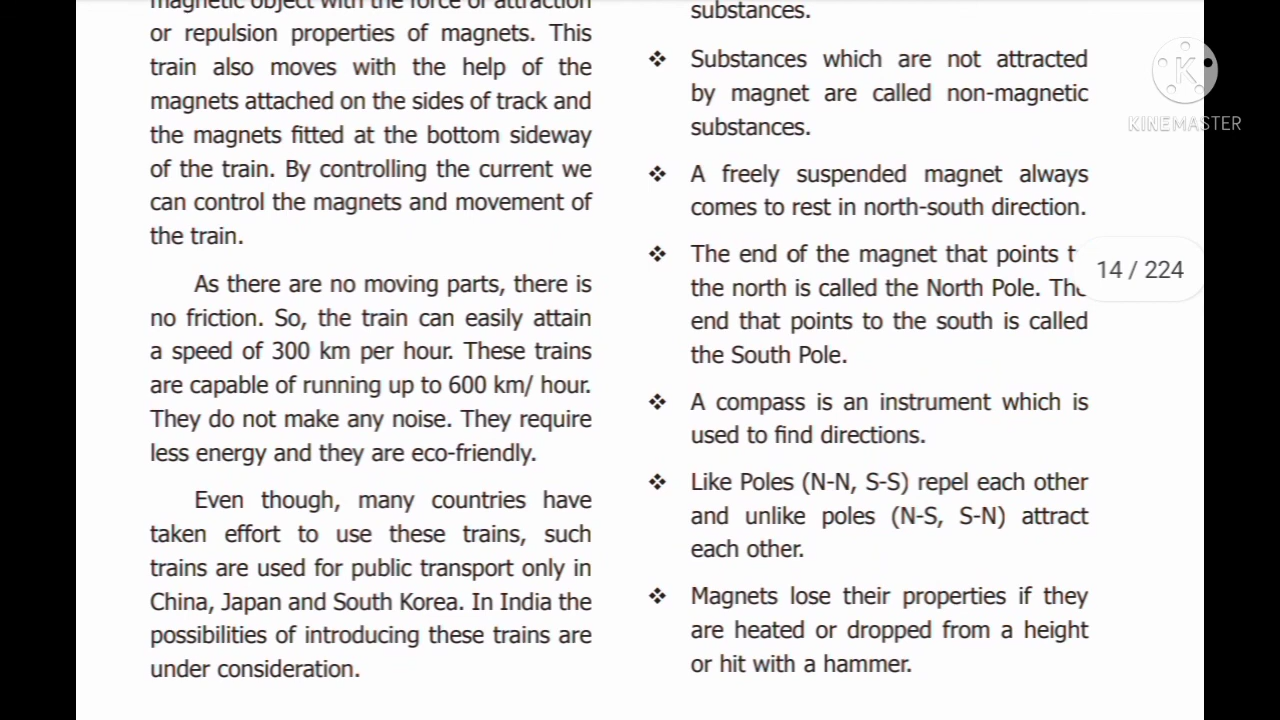 magnetic object with the force of attraction
or repulsion properties of magnets. This
train also moves with the help of the
magnets attached on the sides of track and
the magnets fitted at the bottom sideway
of the train. By controlling the current we
can control the magnets and movement of
the train.
As there are no moving parts, there is
no friction. So, the train can easily attain
a speed of 300 km per hour. These trains
are capable of running up to 600 km/ hour.
They do not make any noise. They require
less energy and they are eco-friendly.
Even though, many countries have
taken effort to use these trains, such
trains are used for public transport only in
China, Japan and South Korea. In India the
possibilities of introducing these trains are
under consideration.
substances.
❖ Substances which are not attracted
by magnet are called non-magnetic
substances.
❖ A freely suspended magnet always
comes to rest in north-south direction.
❖ The end of the magnet that points t
the north is called the North Pole. The
end that points to the south is called
the South Pole.
❖ A compass is an instrument which is
used to find directions.
❖ Like Poles (N-N, S-S) repel each other
and unlike poles (N-S, S-N) attract
each other.
❖ Magnets lose their properties if they
are heated or dropped from a height
or hit with a hammer.
K
KINEMASTER
14 / 224